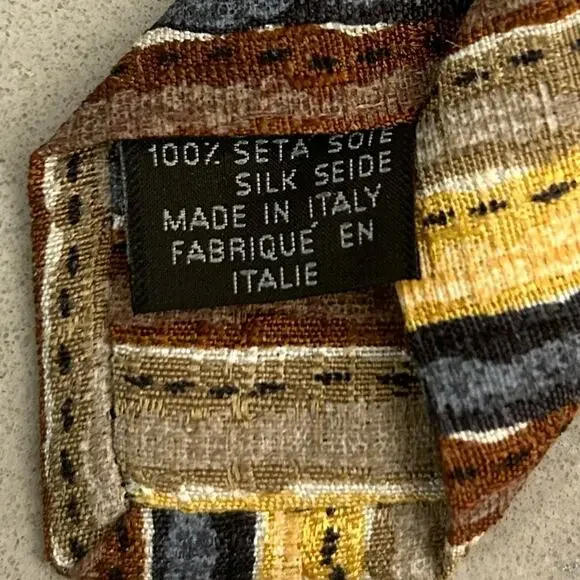 100% SETA SOIE
SILK SEIDE
MADE IN ITALY
FABRIQUÉ EN
ITALIE